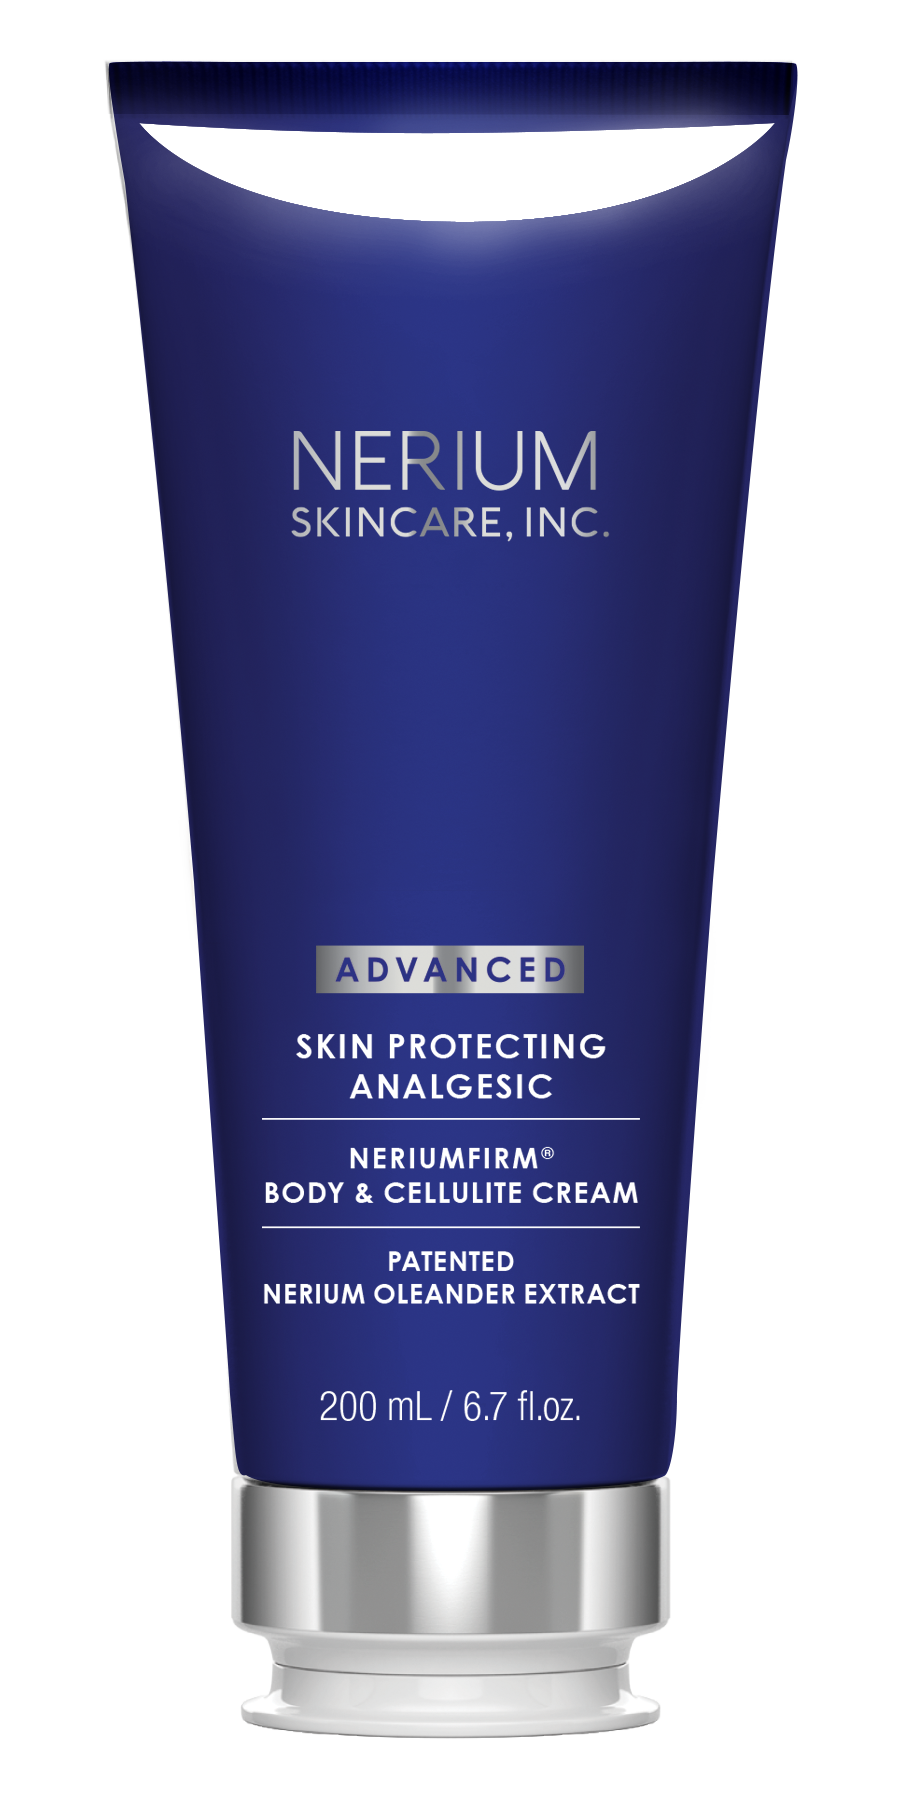 NERIUM
SKINCARE, INC.
ADVANCED
SKIN PROTECTING
ANALGESIC
NERIUMFIRM®
BODY & CELLULITE CREAM
PATENTED
NERIUM OLEANDER EXTRACT
200 mL / 6.7 fl.oz.